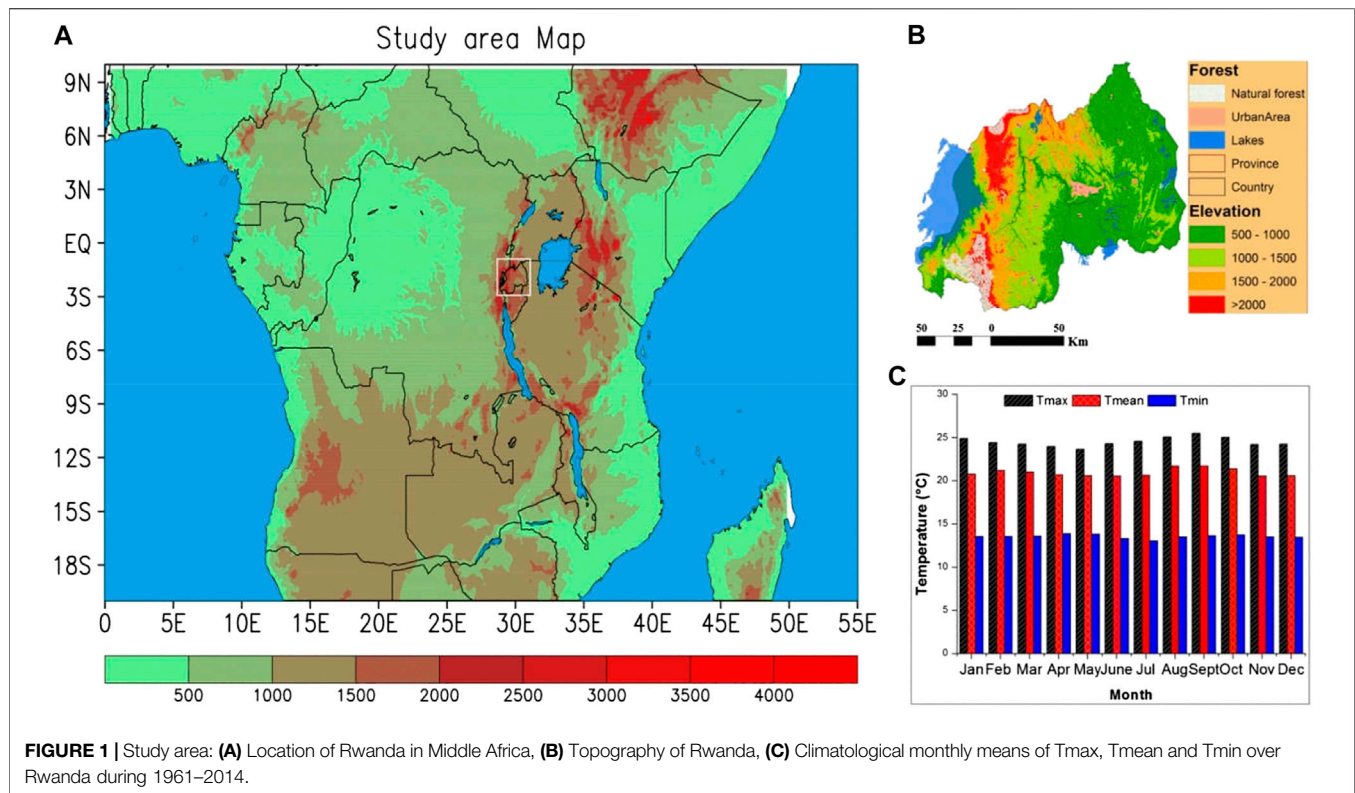 A
Study area Map
9N
6N
3N
EQ
3S
6S
9S
12S
15S
18S
0 5E 10E 15E 20E 25E 30E 35E 40E 45E 50E 55E
500 1000 1500 2000 2500 3000 3500 4000
B
Forest
Natural forest
UrbanArea
Lakes
Province
Country
Elevation
500 - 1000
1000 - 1500
1500 - 2000
>2000
50 25 0 50
Km
C
30
25
20
15
10
5
0
Temperature (°C)
Tmax Tmean Tmin
Jan Feb Mar Apr May June Jul Aug Sept Oct Nov Dec
Month
FIGURE 1 | Study area: (A) Location of Rwanda in Middle Africa, (B) Topography of Rwanda, (C) Climatological monthly means of Tmax, Tmean and Tmin over
Rwanda during 1961–2014.